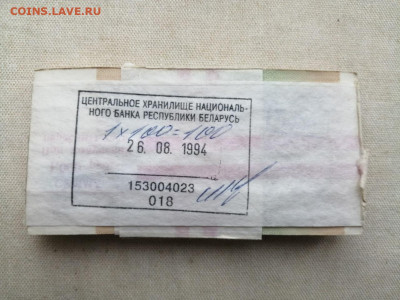 COINS.LAVE.RU
ЦЕНТРАЛЬНОЕ ХРАНИЛИЩЕ НАЦИОНАЛЬ-
НОГО БАНКА РЕСПУБЛИКИ БЕЛАРУСЬ
1×100=100
26. 08. 1994
153004023
018